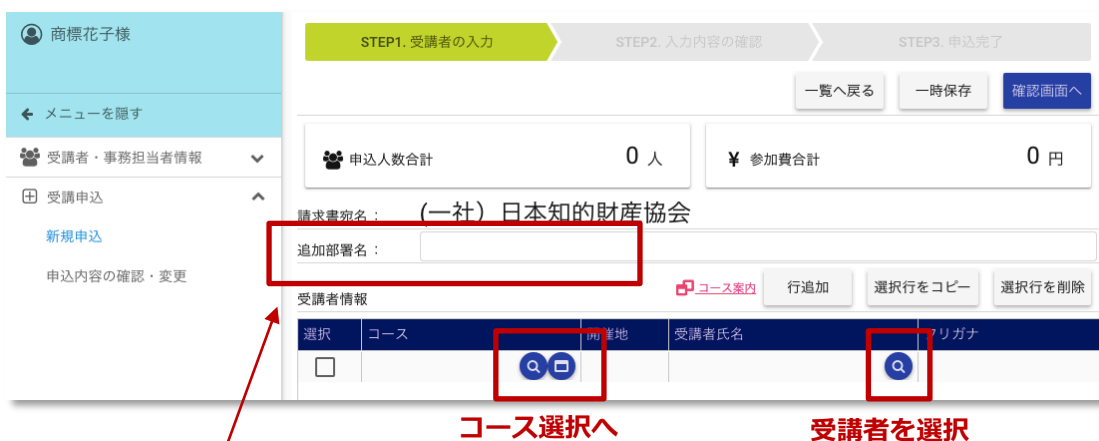 商標花子様
STEP1. 受講者の入力
STEP2. 入力内容の確認
STEP3. 申込完了
一覧へ戻る
一時保存
確認画面へ
メニューを隠す
受講者・事務担当者情報
申込人数合計
0 人
¥ 参加費合計
0 円
受講申込
請求書宛名： (一社）日本知的財産協会
新規申込
追加部署名：
申込内容の確認・変更
コース案内
行追加
選択行をコピー
選択行を削除
受講者情報
選択 コース 開催地 受講者氏名 フリガナ
コース選択へ
受講者を選択